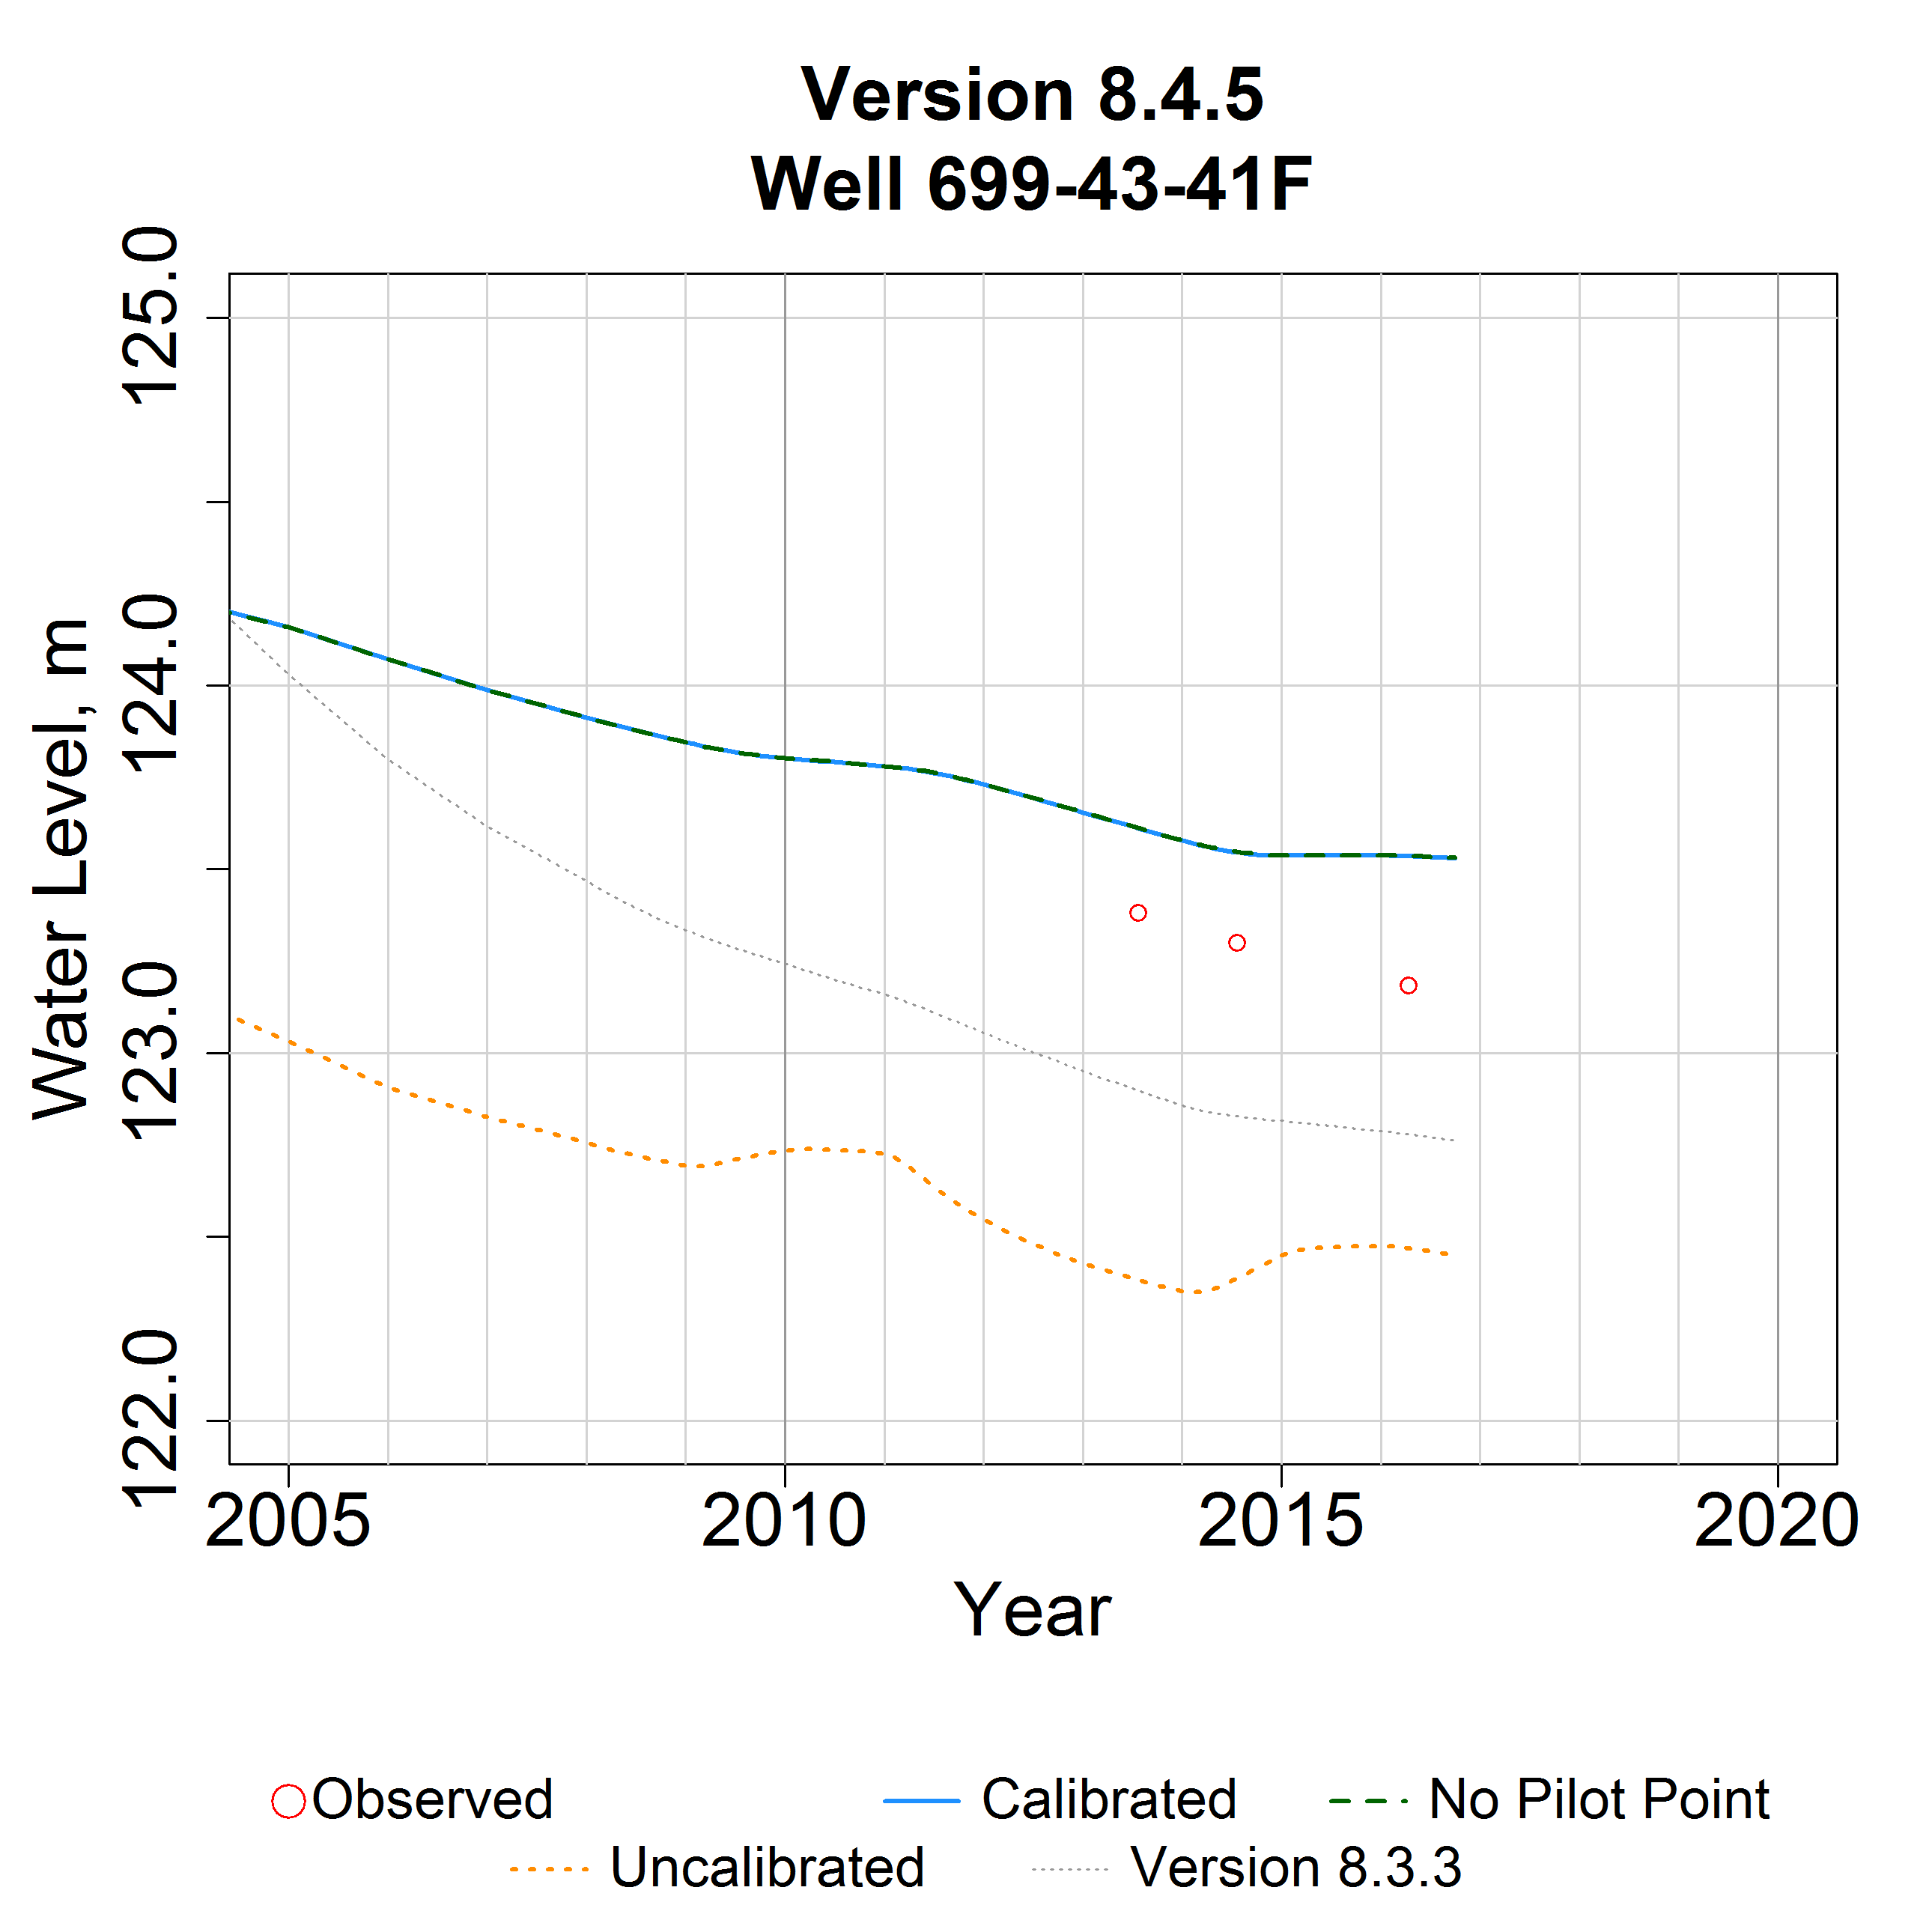 Version 8.4.5
Well 699-43-41F
Water Level, m
125.0
124.0
123.0
122.0
2005 2010 2015 2020
Year
Observed Calibrated No Pilot Point
Uncalibrated Version 8.3.3